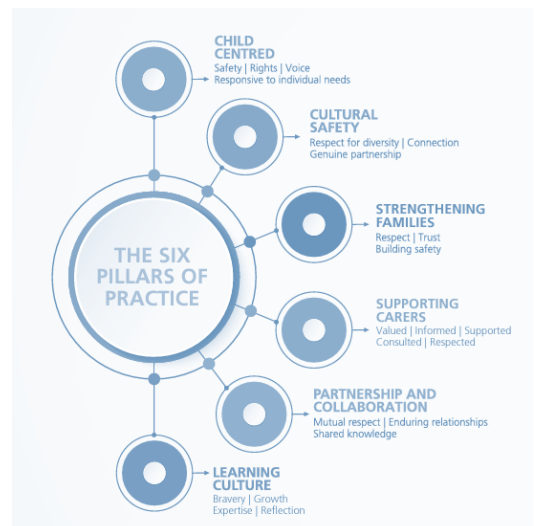 CHILD
CENTRED
Safety | Rights | Voice
Responsive to individual needs
CULTURAL
SAFETY
Respect for diversity | Connection
Genuine partnership
STRENGTHENING
FAMILIES
Respect | Trust
Building safety
THE SIX
PILLARS OF
PRACTICE
SUPPORTING
CARERS
Valued | Informed | Supported
Consulted | Respected
PARTNERSHIP AND
COLLABORATION
Mutual respect | Enduring relationships
Shared knowledge
LEARNING
CULTURE
Bravery | Growth
Expertise | Reflection